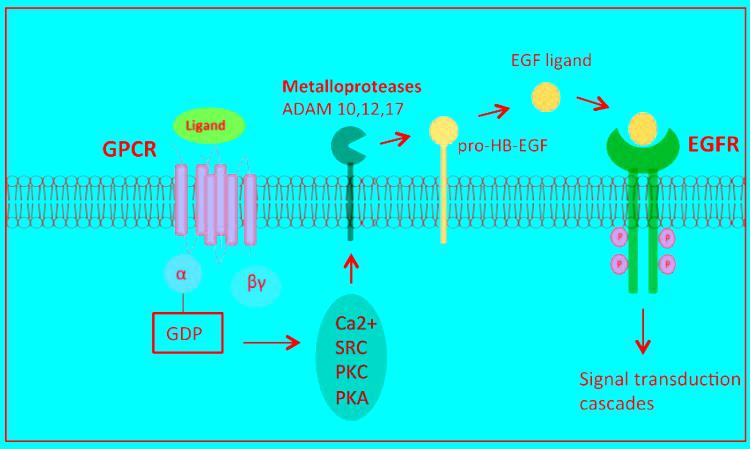 EGF ligand
Metalloproteases
ADAM 10,12,17
Ligand
GPCR
pro-HB-EGF
EGFR
P
P
P
P
α
βγ
GDP
Ca2+
SRC
PKC
PKA
Signal transduction
cascades